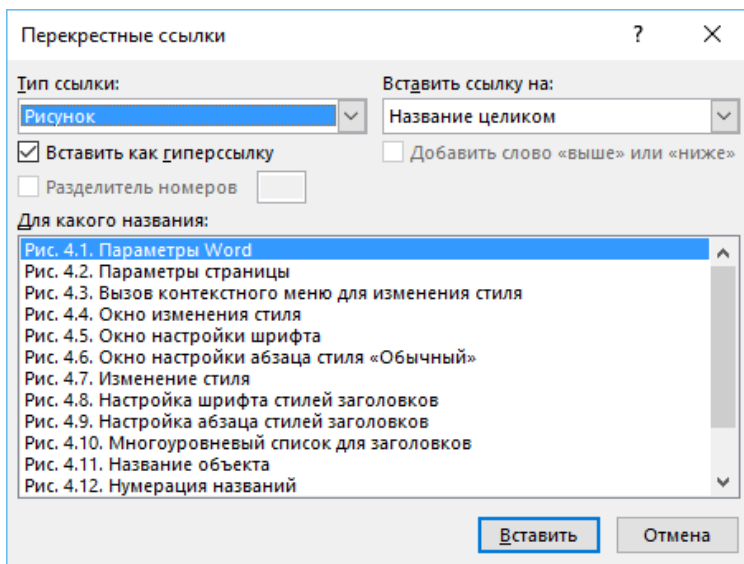 Перекрестные ссылки ?
Тип ссылки: Вставить ссылку на:
Рисунок Название целиком
Вставить как гиперссылку Добавить слово «выше» или «ниже»
Разделитель номеров
Для какого названия:
Рис. 4.1. Параметры Word
Рис. 4.2. Параметры страницы
Рис. 4.3. Вызов контекстного меню для изменения стиля
Рис. 4.4. Окно изменения стиля
Рис. 4.5. Окно настройки шрифта
Рис. 4.6. Окно настройки абзаца стиля «Обычный»
Рис. 4.7. Изменение стиля
Рис. 4.8. Настройка шрифта стилей заголовков
Рис. 4.9. Настройка абзаца стилей заголовков
Рис. 4.10. Многоуровневый список для заголовков
Рис. 4.11. Название объекта
Рис. 4.12. Нумерация названий
Вставить Отмена